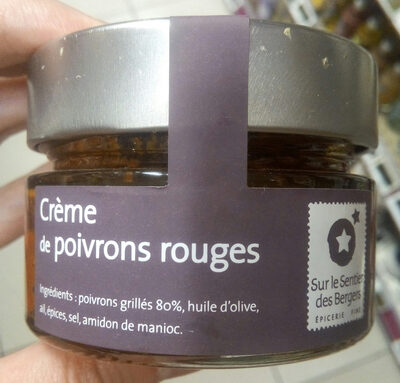 Crème
de poivrons rouges
Ingrédients : poivrons grillés 80%, huile d'olive,
ail, épices, sel, amidon de manioc.
Sur le Sentier
des Bergers
ÉPICERIE FINE